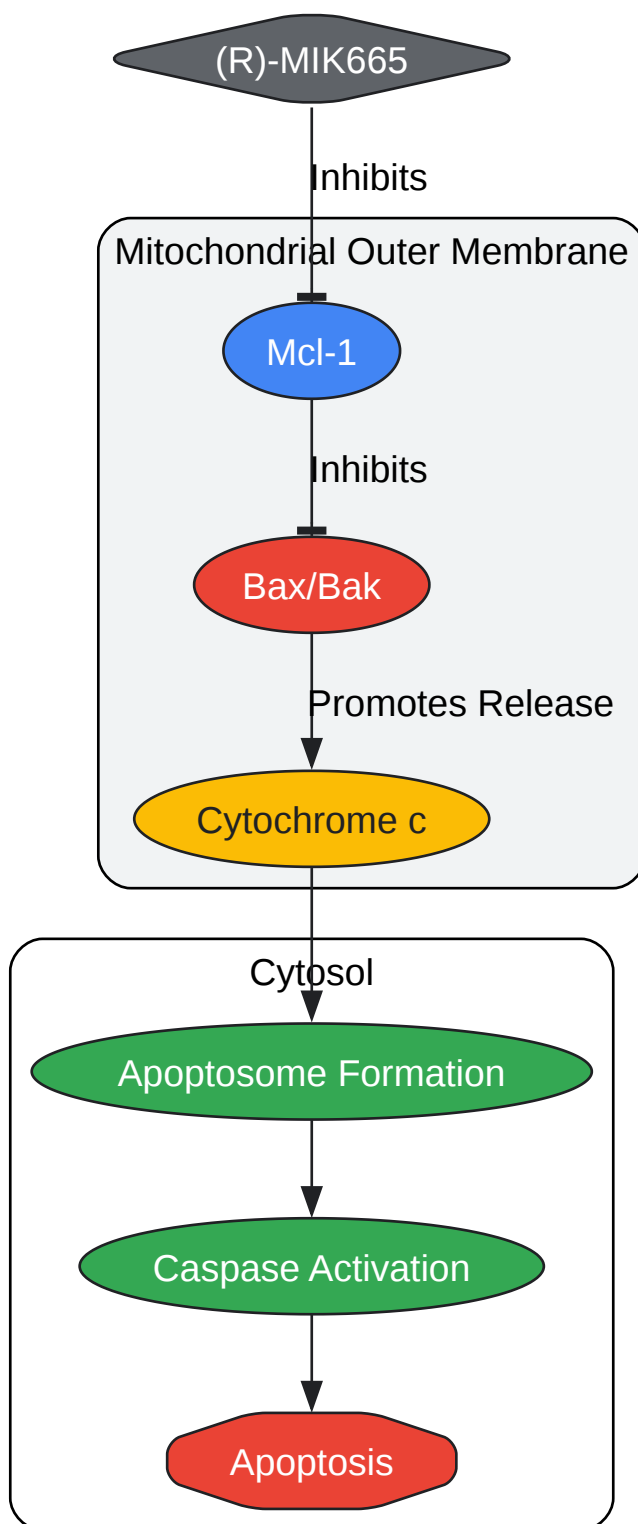 (R)-MIK665
Inhibits
Mitochondrial Outer Membrane
Mcl-1
Inhibits
Bax/Bak
Promotes Release
Cytochrome c
Cytosol
Apoptosome Formation
Caspase Activation
Apoptosis